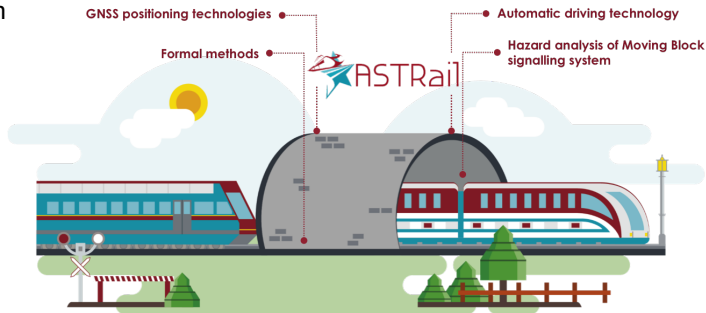 n
GNSS positioning technologies
Automatic driving technology
Formal methods
Hazard analysis of Moving Block
signalling system
ASTRail